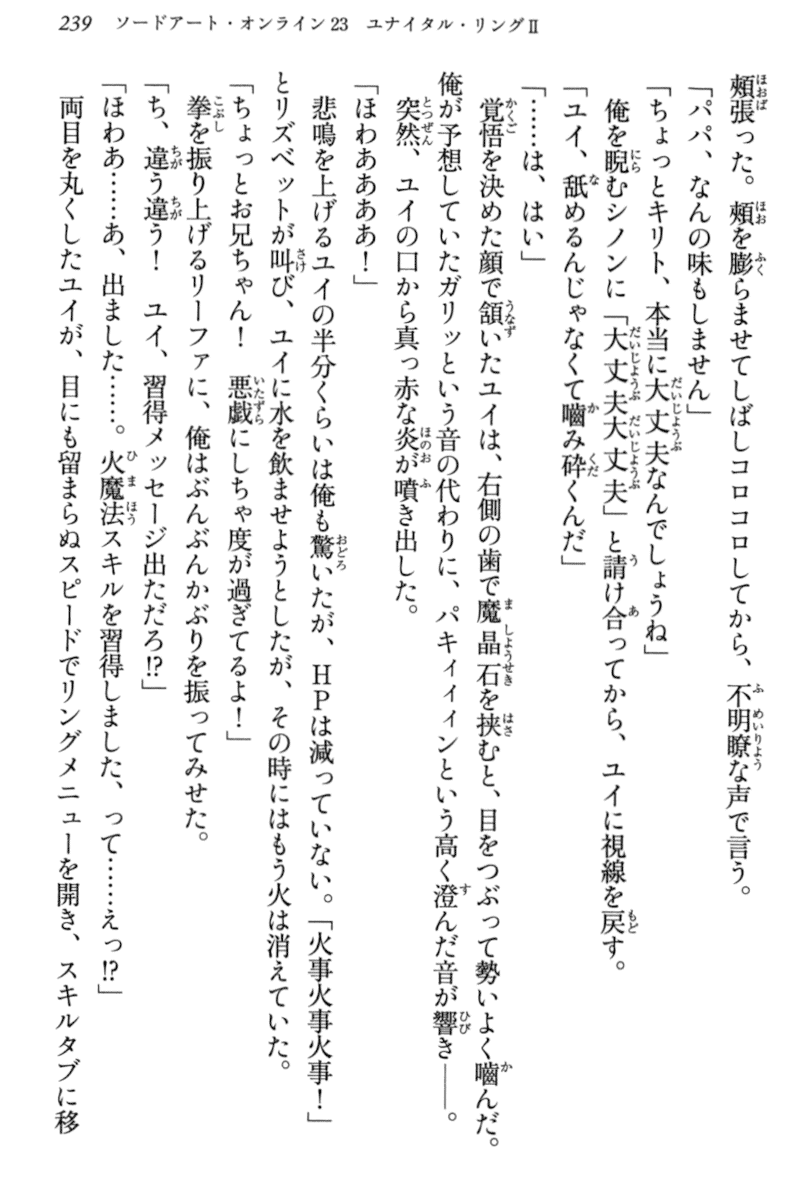 239　ソードアート・オンライン23　ユナイタル・リングⅡ
頬張った。頬を膨らませてしばしコロコロしてから、不明瞭な声で言う。
「パパ、なんの味もしません」
「ちょっとキリト、本当に大丈夫なんでしょうね」
　俺を睨むシノンに「大丈夫大丈夫」と請け合ってから、ユイに視線を戻す。
「ユイ、舐めるんじゃなくて嚙み砕くんだ」
「……は、はい」
　覚悟を決めた顔で頷いたユイは、右側の歯で魔晶石を挟むと、目をつぶって勢いよく嚙んだ。
俺が予想していたガリッという音の代わりに、パキィィィンという高く澄んだ音が響き――。
　突然、ユイの口から真っ赤な炎が噴き出した。
「ほわああああ！」
　悲鳴を上げるユイの半分くらいは俺も驚いたが、HPは減っていない。「火事火事火事！」
とリズベットが叫び、ユイに水を飲ませようとしたが、その時にはもう火は消えていた。
「ちょっとお兄ちゃん！　悪戯にしちゃ度が過ぎてるよ！」
　拳を振り上げるリーファに、俺はぶんぶんかぶりを振ってみせた。
「ち、違う違う！　ユイ、習得メッセージ出ただろ!?」
「ほわあ……あ、出ました……。火魔法スキルを習得しました、って……えっ!?」
　両目を丸くしたユイが、目にも留まらぬスピードでリングメニューを開き、スキルタブに移